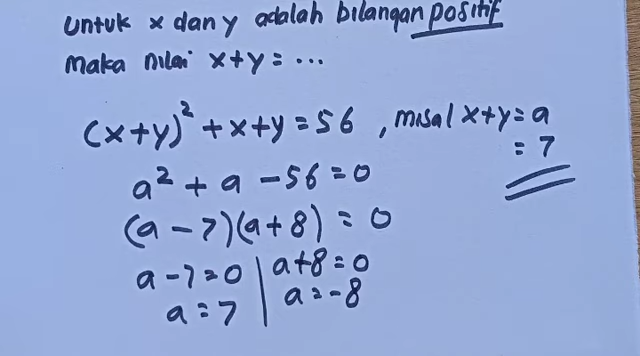 untuk x dan y adalah bilangan positif
Maka nilai x+y = ...
(x+y)² + x+y = 56 , misal x+y = a
= 7
a² + a - 56 = 0
(a - 7)(a + 8) = 0
a - 7 = 0 | a + 8 = 0
a = 7 | a = -8